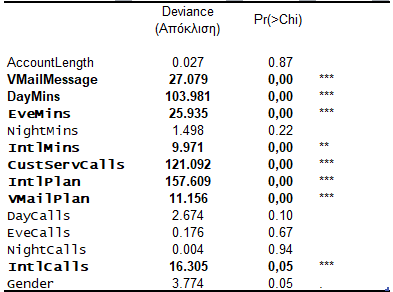 Deviance Pr(>Chi)
(Απόκλιση)
AccountLength 0.027 0.87
VMailMessage 27.079 0,00 ***
DayMins 103.981 0,00 ***
EveMins 25.935 0,00 ***
NightMins 1.498 0.22
IntlMins 9.971 0,00 **
CustServCalls 121.092 0,00 ***
IntlPlan 157.609 0,00 ***
VMailPlan 11.156 0,00 ***
DayCalls 2.674 0.10
EveCalls 0.176 0.67
NightCalls 0.004 0.94
IntlCalls 16.305 0,05 ***
Gender 3.774 0.05 .